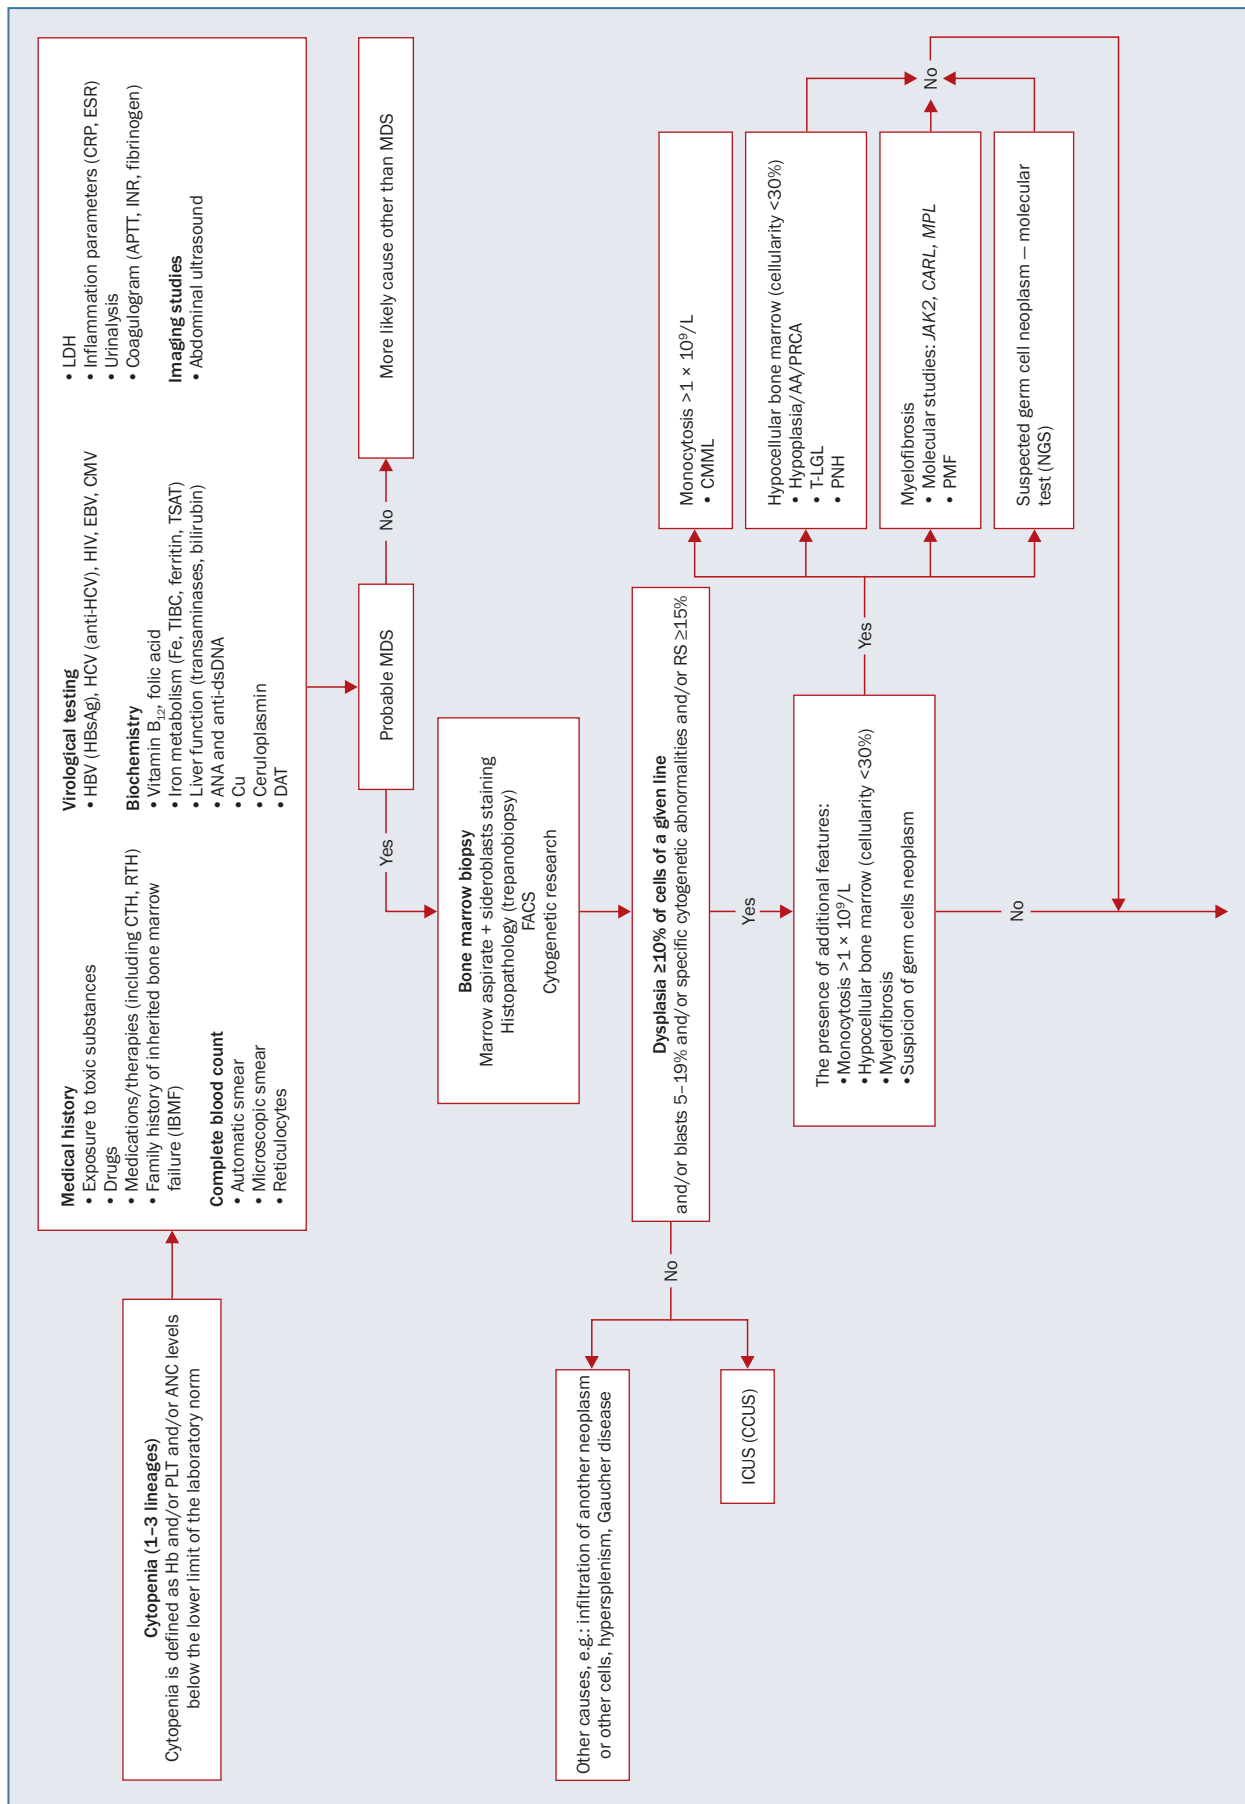 Cytopenia (1–3 lineages)
Cytopenia is defined as Hb and/or PLT and/or ANC levels
below the lower limit of the laboratory norm
Medical history
• Exposure to toxic substances
• Drugs
• Medications/therapies (including CTH, RTH)
• Family history of inherited bone marrow
failure (IBMF)
Complete blood count
• Automatic smear
• Microscopic smear
• Reticulocytes
Virological testing
• HBV (HBsAg), HCV (anti-HCV), HIV, EBV, CMV
Biochemistry
• Vitamin B12, folic acid
• Iron metabolism (Fe, TIBC, ferritin, TSAT)
• Liver function (transaminases, bilirubin)
• ANA and anti-dsDNA
• Cu
• Ceruloplasmin
• DAT
• LDH
• Inflammation parameters (CRP, ESR)
• Urinalysis
• Coagulogram (APTT, INR, fibrinogen)
Imaging studies
• Abdominal ultrasound
Probable MDS
No
More likely cause other than MDS
Yes
Bone marrow biopsy
Marrow aspirate + sideroblasts staining
Histopathology (trepanobiopsy)
FACS
Cytogenetic research
Dysplasia ≥10% of cells of a given line
and/or blasts 5–19% and/or specific cytogenetic abnormalities and/or RS ≥15%
No
Other causes, e.g.: infiltration of another neoplasm
or other cells, hypersplenism, Gaucher disease
ICUS (CCUS)
Yes
The presence of additional features:
• Monocytosis >1 × 10⁹/L
• Hypocellular bone marrow (cellularity <30%)
• Myelofibrosis
• Suspicion of germ cells neoplasm
Yes
Monocytosis >1 × 10⁹/L
• CMML
Hypocellular bone marrow (cellularity <30%)
• Hypoplasia/AA/PRCA
• T-LGL
• PNH
Myelofibrosis
• Molecular studies: JAK2, CARL, MPL
• PMF
Suspected germ cell neoplasm — molecular
test (NGS)
No
No